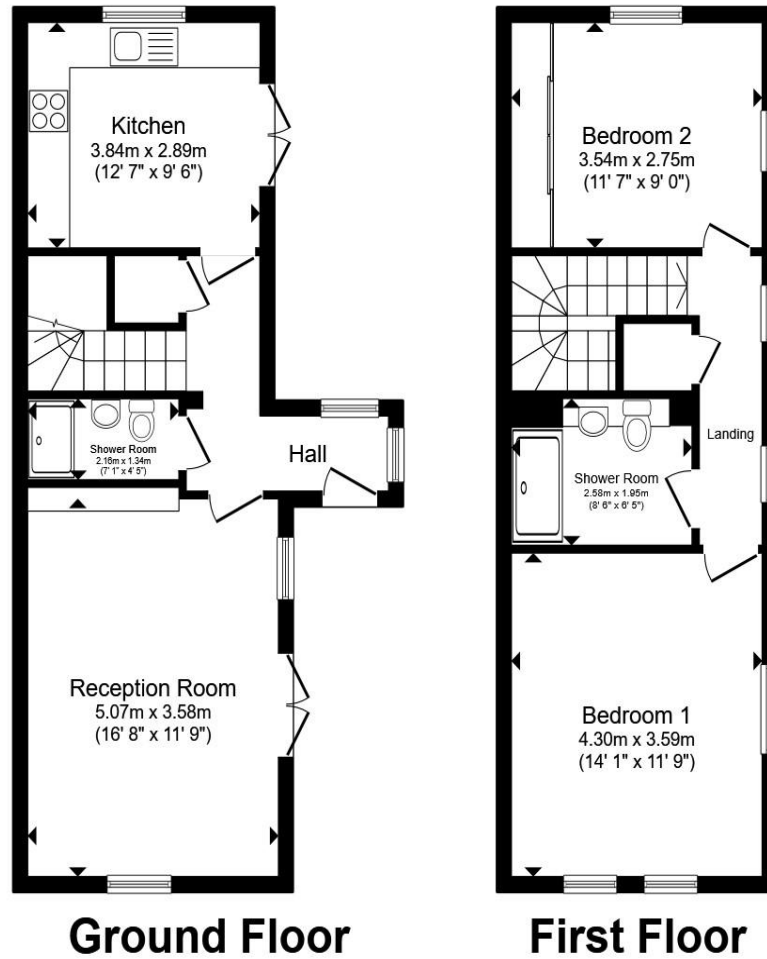 Kitchen
3.84m x 2.89m
(12' 7" x 9' 6")
Shower Room
2.16m x 1.34m
(7' 1" x 4' 5")
Hall
Reception Room
5.07m x 3.58m
(16' 8" x 11' 9")
Ground Floor
Bedroom 2
3.54m x 2.75m
(11' 7" x 9' 0")
Landing
Shower Room
2.58m x 1.95m
(8' 6" x 6' 5")
Bedroom 1
4.30m x 3.59m
(14' 1" x 11' 9")
First Floor